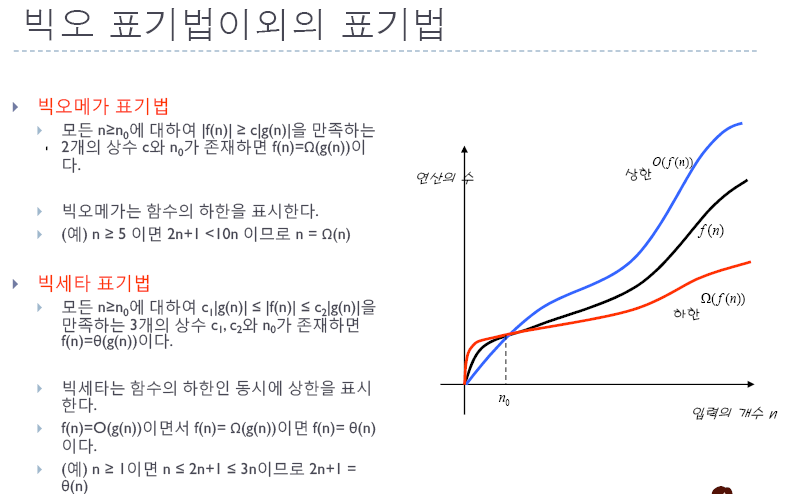 빅오 표기법이외의 표기법
빅오메가 표기법
모든 n≥n₀에 대하여 |f(n)| ≥ c|g(n)|을 만족하는
2개의 상수 c와 n₀가 존재하면 f(n)=Ω(g(n))이
다.
빅오메가는 함수의 하한을 표시한다.
(예) n ≥ 5 이면 2n+1 <10n 이므로 n = Ω(n)
빅세타 표기법
모든 n≥n₀에 대하여 c₁|g(n)| ≤ |f(n)| ≤ c₂|g(n)|을
만족하는 3개의 상수 c₁, c₂와 n₀가 존재하면
f(n)=θ(g(n))이다.
빅세타는 함수의 하한인 동시에 상한을 표시
한다.
f(n)=O(g(n))이면서 f(n)= Ω(g(n))이면 f(n)= θ(n)
이다.
(예) n ≥ 1이면 n ≤ 2n+1 ≤ 3n이므로 2n+1 =
θ(n)
연산의 수
상한 O(f(n))
f(n)
Ω(f(n))
하한
n₀
입력의 개수 n